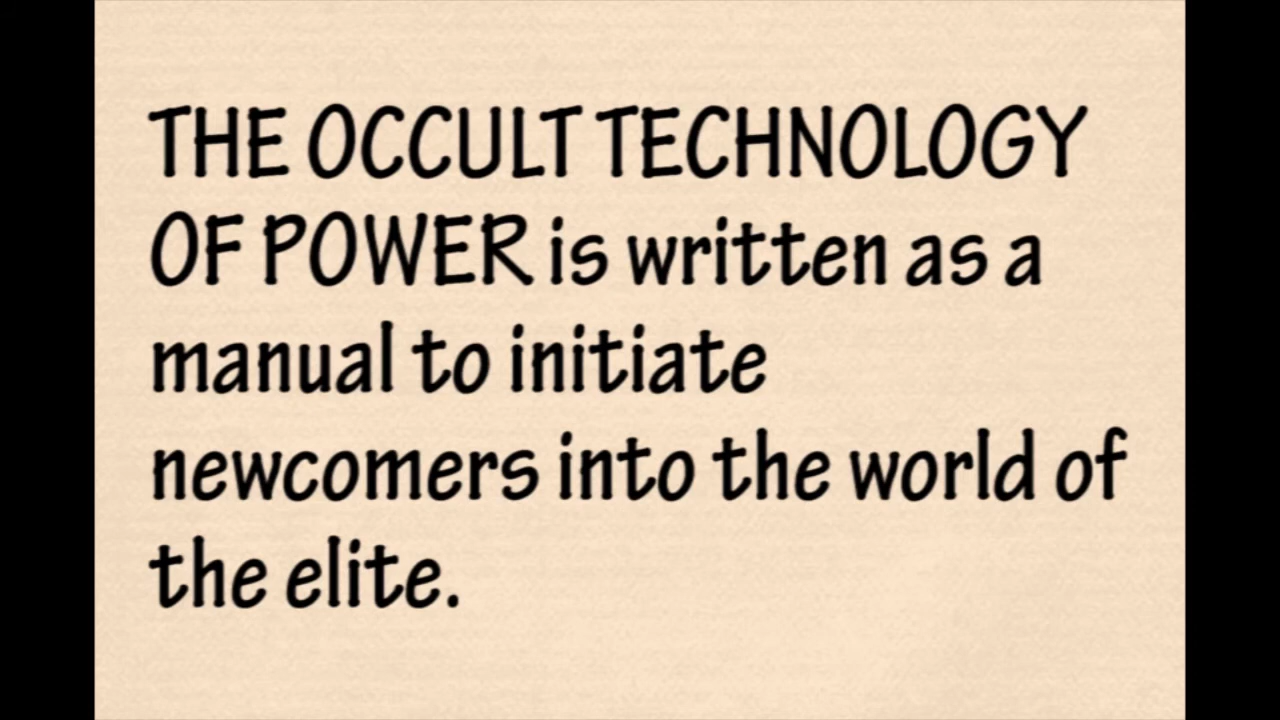 THE OCCULT TECHNOLOGY
OF POWER is written as a
manual to initiate
newcomers into the world of
the elite.